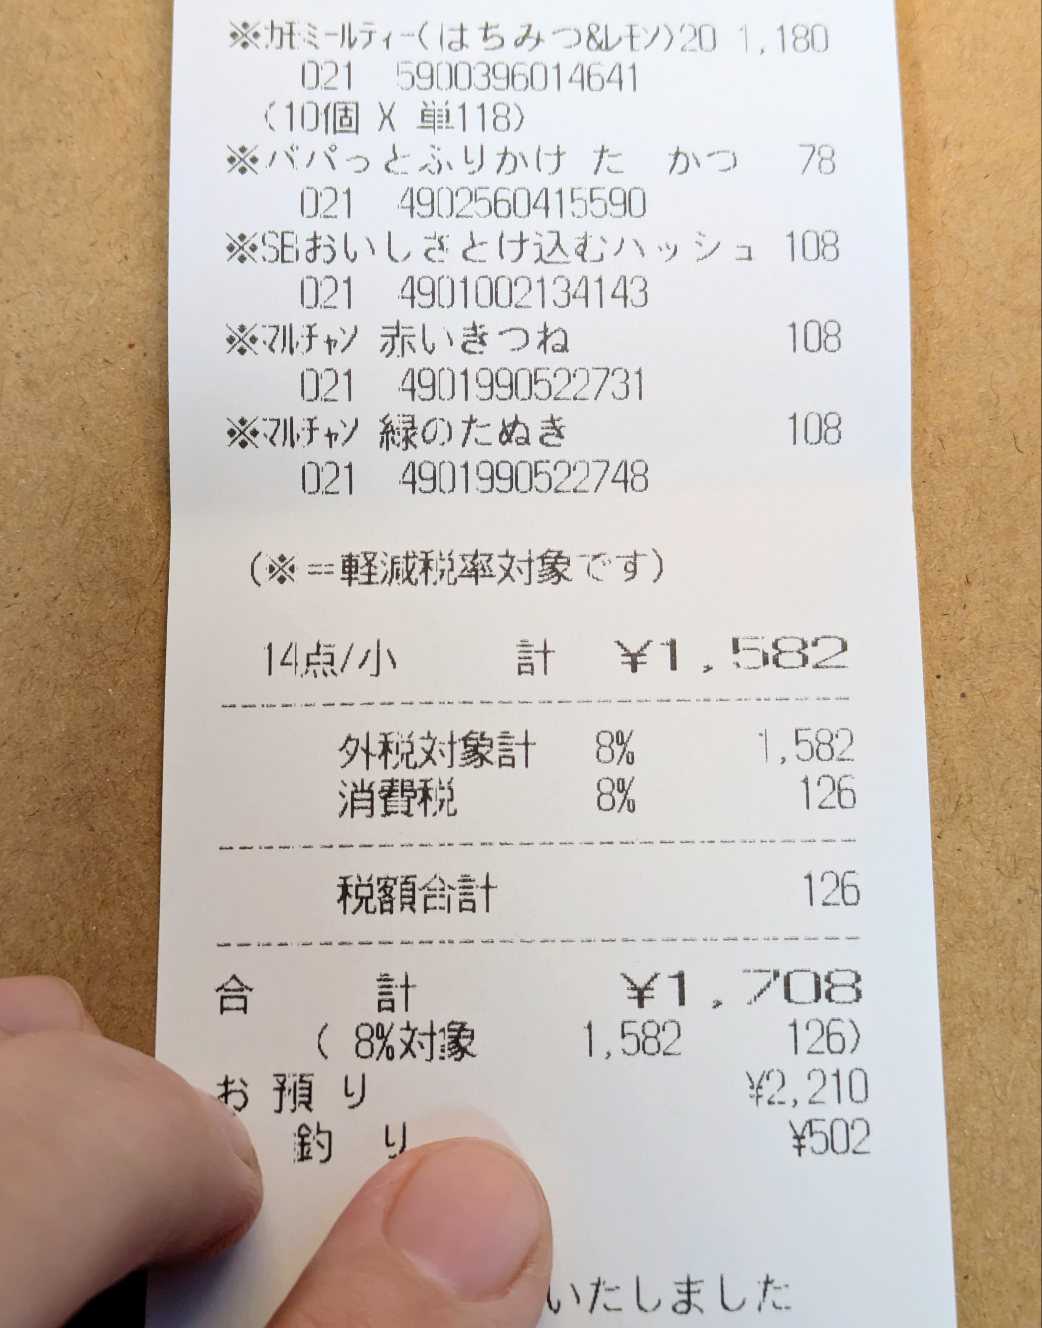 ※ｶﾓﾐｰﾙﾃｨｰ(はちみつ&ﾚﾓﾝ)20 1,180
021 5900396014641
(10個 X 単118)
※パパっとふりかけ た かつ 78
021 4902560415590
※SBおいしさとけ込むハッシュ 108
021 4901002134143
※ﾏﾙﾁｬﾝ 赤いきつね 108
021 4901990522731
※ﾏﾙﾁｬﾝ 緑のたぬき 108
021 4901990522748
(※=軽減税率対象です)
14点/小 計 ¥1,582
外税対象計 8% 1,582
消費税 8% 126
税額合計 126
合 計 ¥1,708
( 8%対象 1,582 126)
お預り ¥2,210
釣り ¥502
いたしました